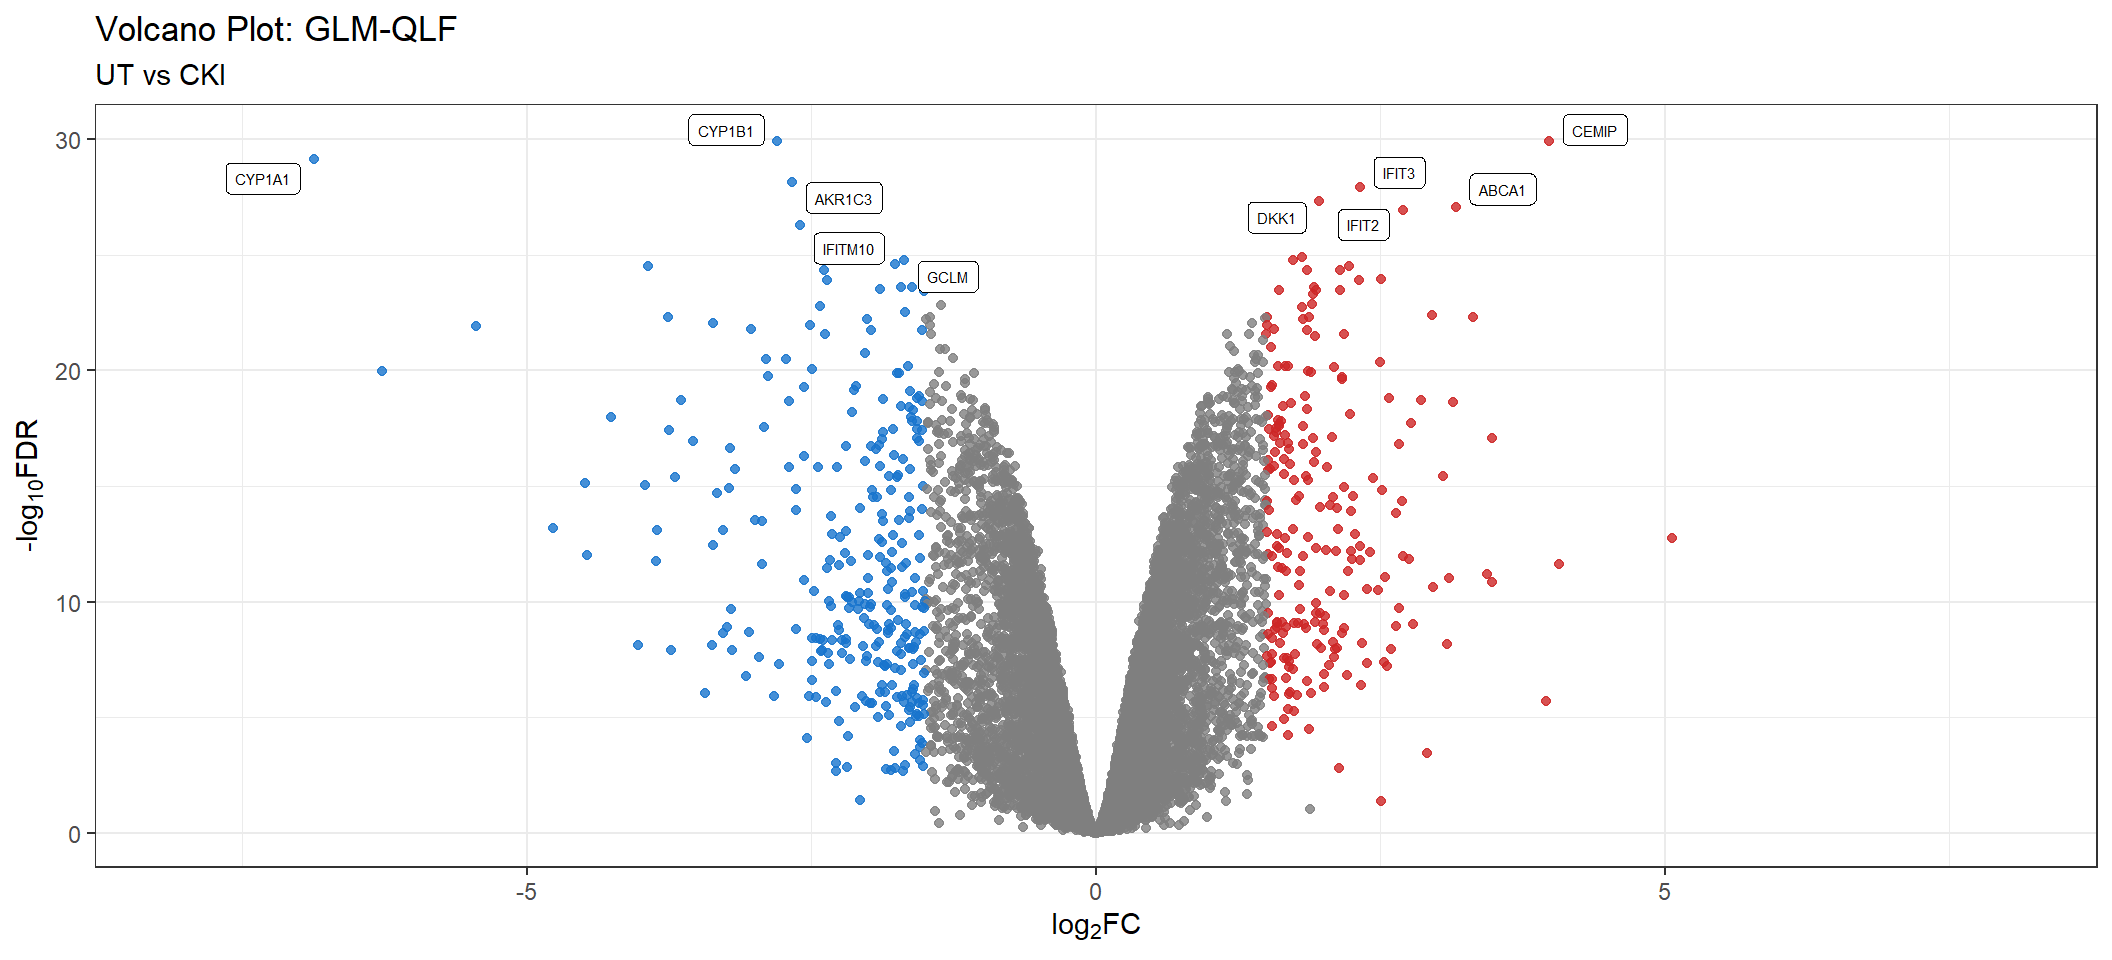 Volcano Plot: GLM-QLF
UT vs CKI
CYP1B1
CEMIP
CYP1A1
IFIT3
ABCA1
AKR1C3
DKK1
IFIT2
IFITM10
GCLM
30
20
10
0
-log10FDR
-5
0
5
log2FC